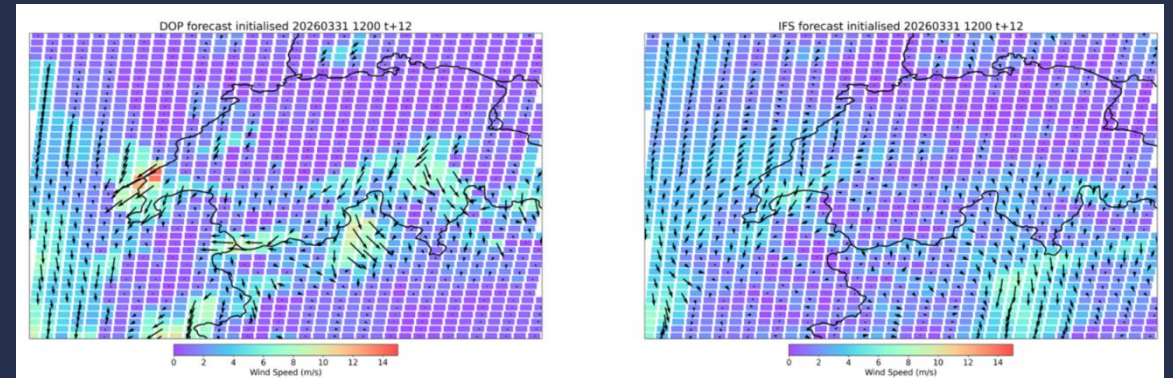 DOP forecast initialised 20260331 1200 t+12
0 2 4 6 8 10 12 14
Wind Speed (m/s)
IFS forecast initialised 20260331 1200 t+12
0 2 4 6 8 10 12 14
Wind Speed (m/s)